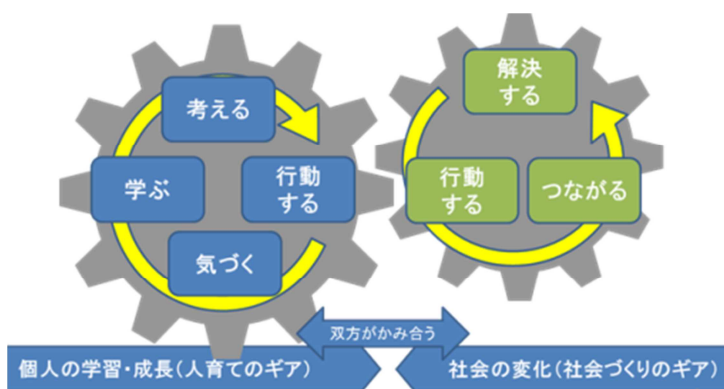 考える
学ぶ
行動
する
気づく
解決
する
行動
する
つながる
双方がかみ合う
個人の学習・成長(人育てのギア)
社会の変化(社会づくりのギア)